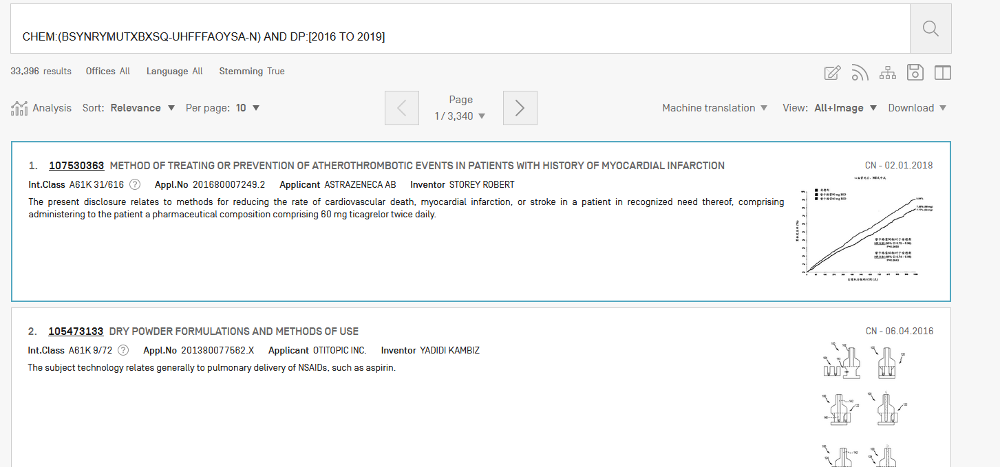 CHEM:(BSYNRYMUTXBXSQ-UHFFFAOYSA-N) AND DP:[2016 TO 2019]
33,396 results Offices All Language All Stemming True
Analysis Sort: Relevance Per page: 10 Page 1 / 3,340 Machine translation View: All+Image Download
1. 107530363 METHOD OF TREATING OR PREVENTION OF ATHEROTHROMBOTIC EVENTS IN PATIENTS WITH HISTORY OF MYOCARDIAL INFARCTION CN - 02.01.2018
Int.Class A61K 31/616 ? Appl.No 201680007249.2 Applicant ASTRAZENECA AB Inventor STOREY ROBERT
The present disclosure relates to methods for reducing the rate of cardiovascular death, myocardial infarction, or stroke in a patient in recognized need thereof, comprising
administering to the patient a pharmaceutical composition comprising 60 mg ticagrelor twice daily.
2. 105473133 DRY POWDER FORMULATIONS AND METHODS OF USE CN - 06.04.2016
Int.Class A61K 9/72 ? Appl.No 201380077562.X Applicant OTITOPIC INC. Inventor YADIDI KAMBIZ
The subject technology relates generally to pulmonary delivery of NSAIDs, such as aspirin.